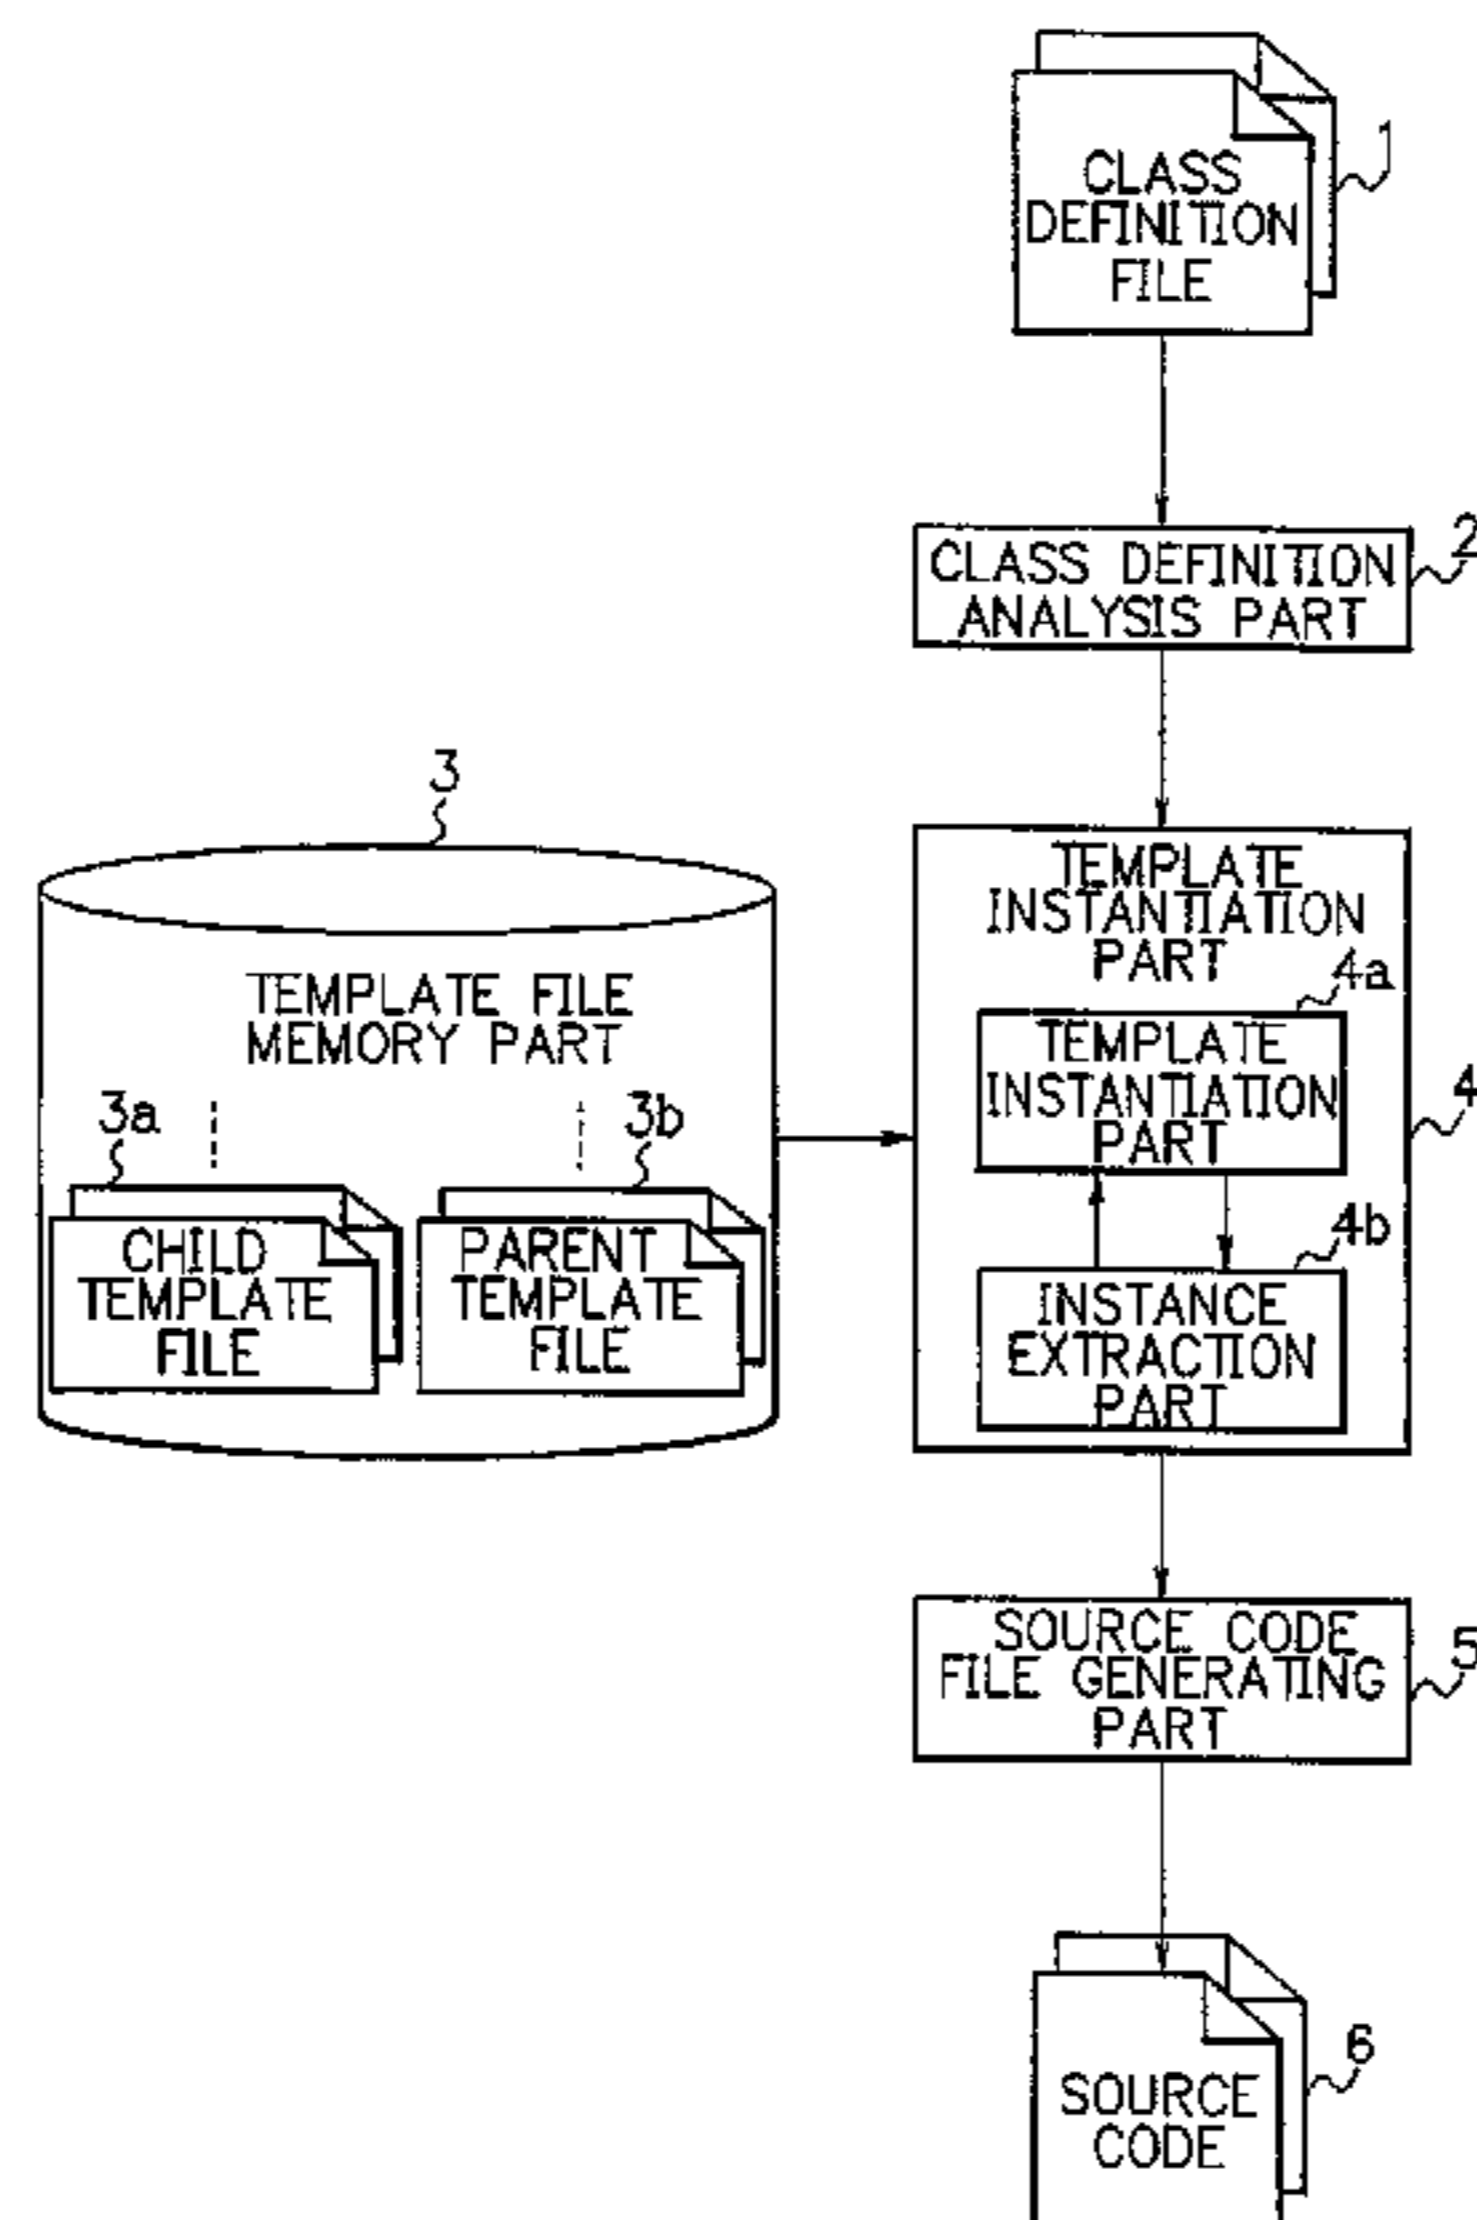 CLASS
DEFINITION
FILE
1
CLASS DEFINITION
ANALYSIS PART
2
3
TEMPLATE FILE
MEMORY PART
3a
3b
CHILD
TEMPLATE
FILE
PARENT
TEMPLATE
FILE
TEMPLATE
INSTANTIATION
PART
4a
TEMPLATE
INSTANTIATION
PART
4
4b
INSTANCE
EXTRACTION
PART
SOURCE CODE
FILE GENERATING
PART
5
6
SOURCE
CODE